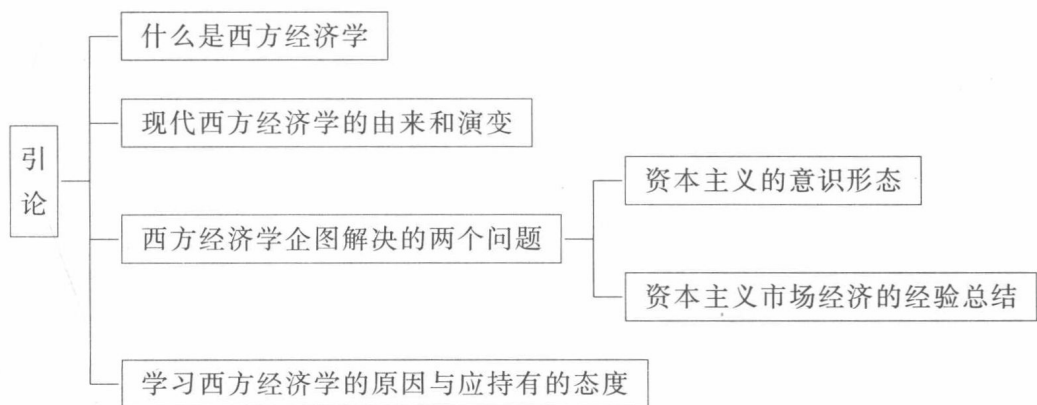 引论
什么是西方经济学
现代西方经济学的由来和演变
西方经济学企图解决的两个问题
资本主义的意识形态
资本主义市场经济的经验总结
学习西方经济学的原因与应持有的态度